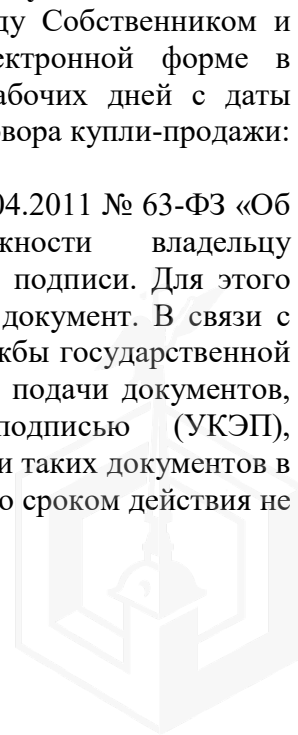 ду Собственником и
ектронной форме в
абочих дней с даты
вора купли-продажи:
04.2011 № 63-ФЗ «Об
жности владельцу
подписи. Для этого
документ. В связи с
жбы государственной
подачи документов,
подписью (УКЭП),
и таких документов в
о сроком действия не